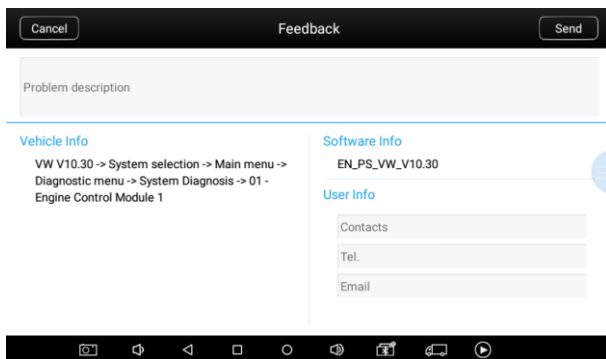 Cancel
Feedback
Send
Problem description
Vehicle Info
VW V10.30 -> System selection -> Main menu ->
Diagnostic menu -> System Diagnosis -> 01 -
Engine Control Module 1
Software Info
EN_PS_VW_V10.30
User Info
Contacts
Tel.
Email